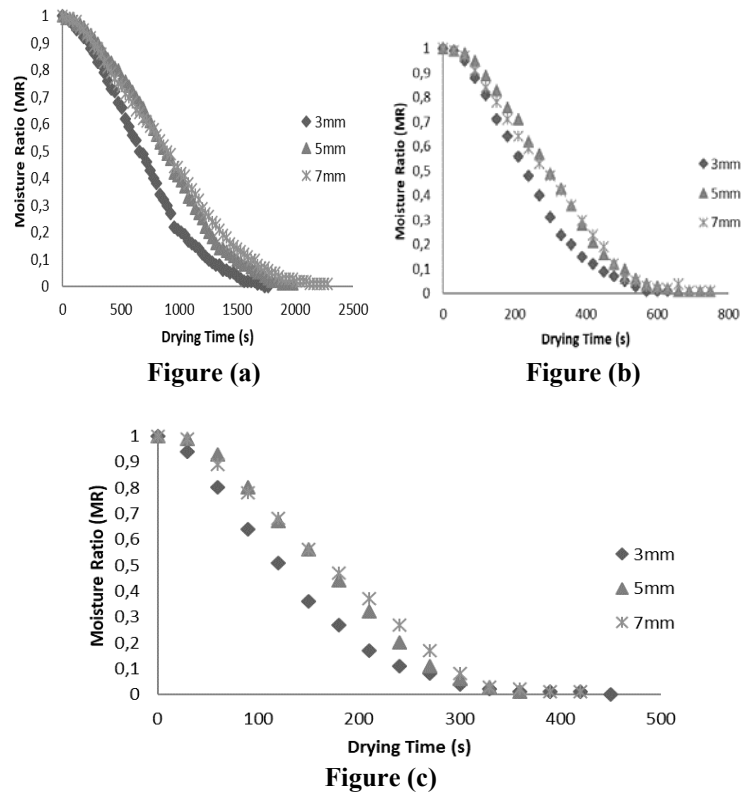 1
0,9
0,8
0,7
0,6
0,5
0,4
0,3
0,2
0,1
0
Moisture Ratio (MR)
0 500 1000 1500 2000 2500
Drying Time (s)
3mm
5mm
7mm
Figure (a)
1
0,9
0,8
0,7
0,6
0,5
0,4
0,3
0,2
0,1
0
Moisture Ratio (MR)
0 200 400 600 800
Drying Time (s)
3mm
5mm
7mm
Figure (b)
1
0,9
0,8
0,7
0,6
0,5
0,4
0,3
0,2
0,1
0
Moisture Ratio (MR)
0 100 200 300 400 500
Drying Time (s)
3mm
5mm
7mm
Figure (c)